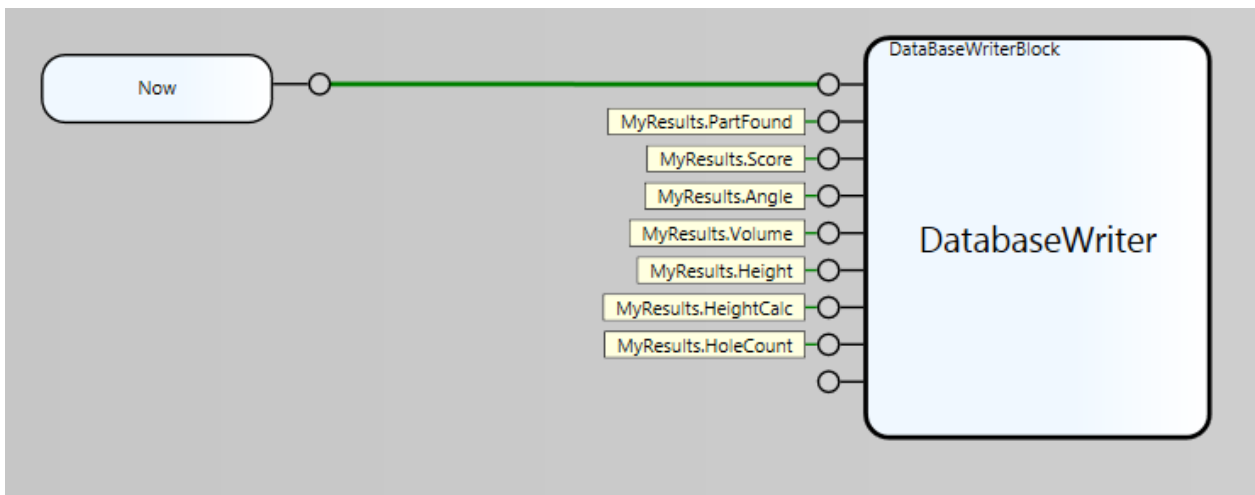 DataBaseWriterBlock
Now
MyResults.PartFound
MyResults.Score
MyResults.Angle
MyResults.Volume
DatabaseWriter
MyResults.Height
MyResults.HeightCalc
MyResults.HoleCount